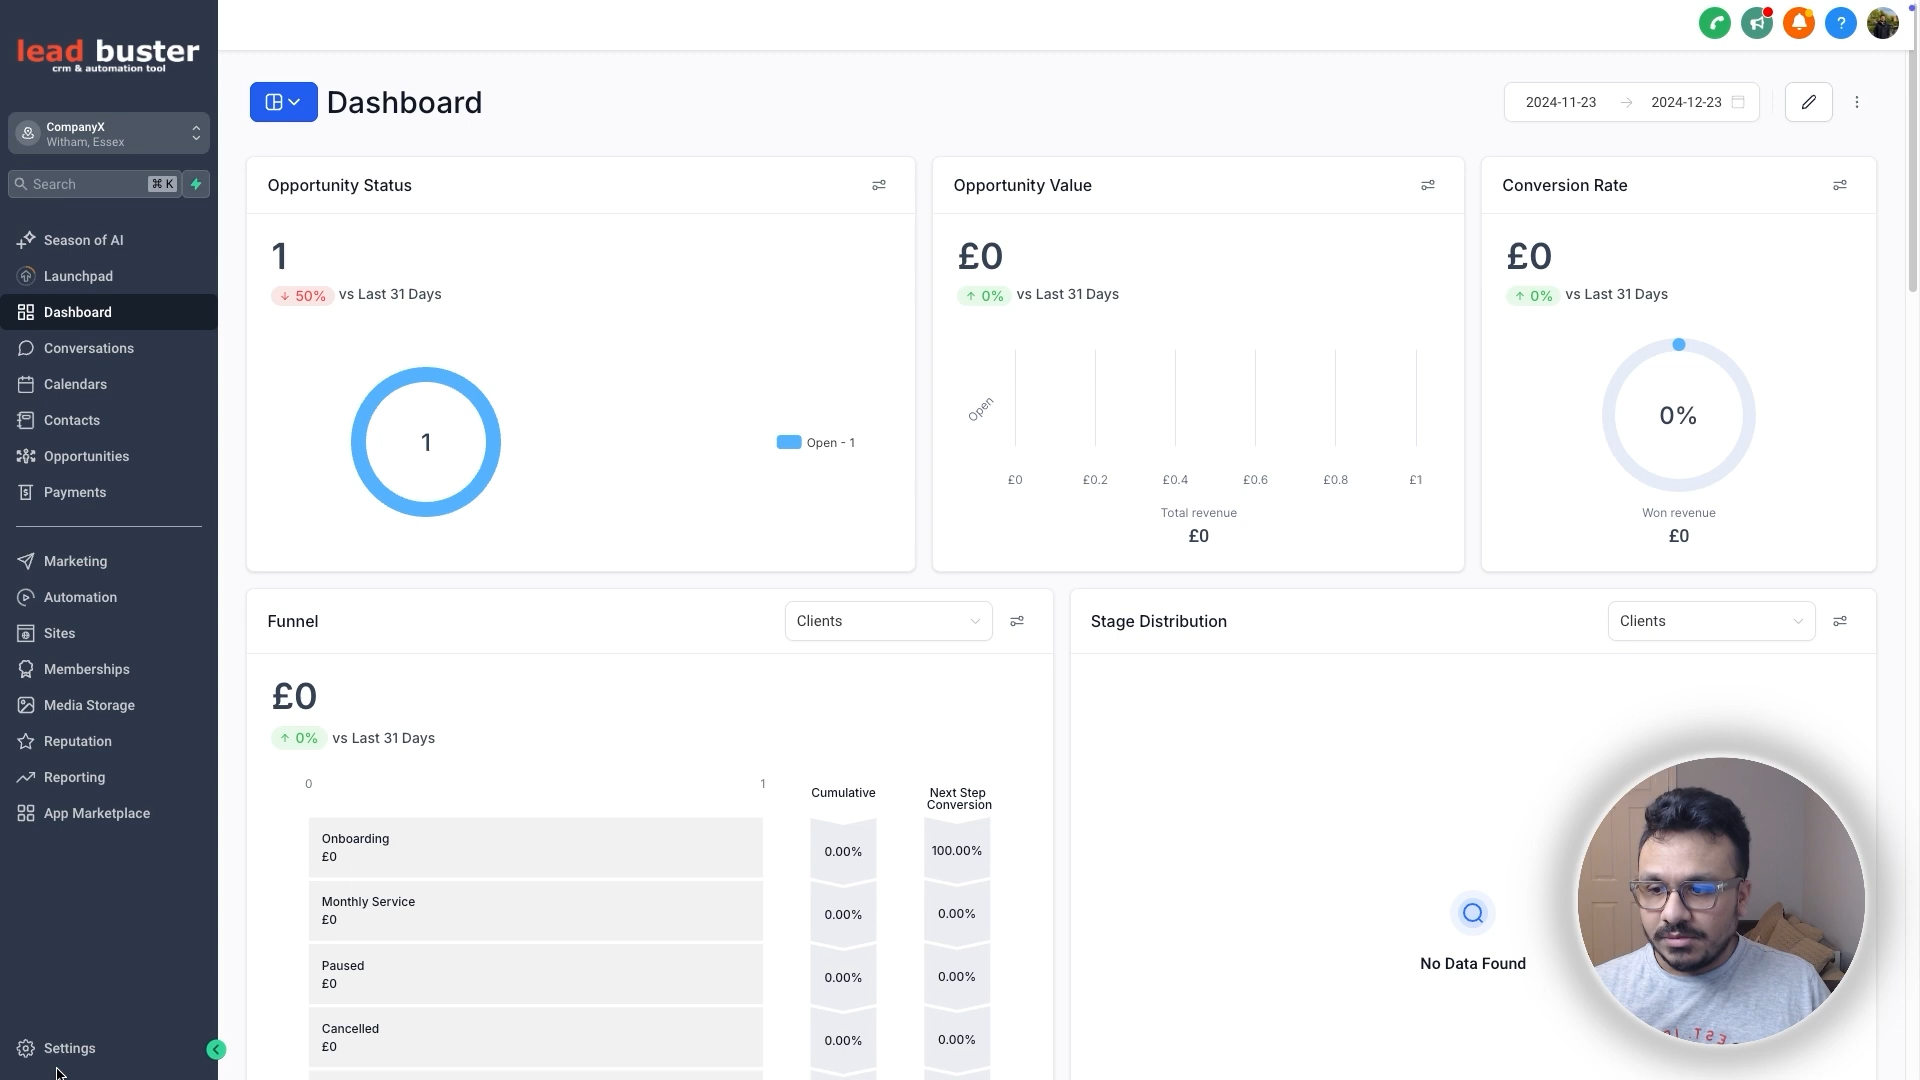 lead buster
crm & automation tool
CompanyX
Witham, Essex
Search
⌘ K
Season of AI
Launchpad
Dashboard
Conversations
Calendars
Contacts
Opportunities
Payments
Marketing
Automation
Sites
Memberships
Media Storage
Reputation
Reporting
App Marketplace
Settings
?
Dashboard
2024-11-23 → 2024-12-23
Opportunity Status
1
↓ 50% vs Last 31 Days
1
Open - 1
Opportunity Value
£0
↑ 0% vs Last 31 Days
Open
£0 £0.2 £0.4 £0.6 £0.8 £1
Total revenue
£0
Conversion Rate
£0
↑ 0% vs Last 31 Days
0%
Won revenue
£0
Funnel
Clients
£0
↑ 0% vs Last 31 Days
0 1
Cumulative
Next Step
Conversion
Onboarding
£0
0.00% 100.00%
Monthly Service
£0
0.00% 0.00%
Paused
£0
0.00% 0.00%
Cancelled
£0
0.00% 0.00%
Stage Distribution
Clients
No Data Found